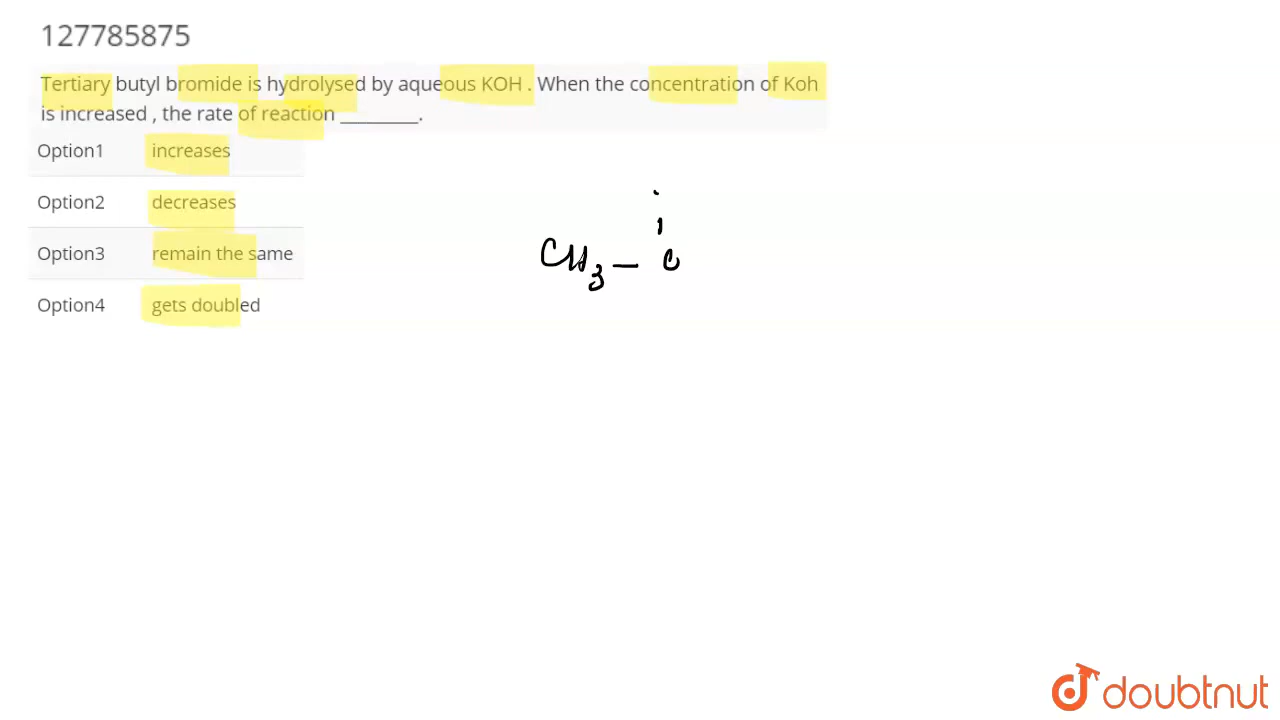 127785875
Tertiary butyl bromide is hydrolysed by aqueous KOH . When the concentration of Koh
is increased , the rate of reaction _________.
Option1 increases
Option2 decreases
Option3 remain the same
Option4 gets doubled
CH3 — C
doubtnut